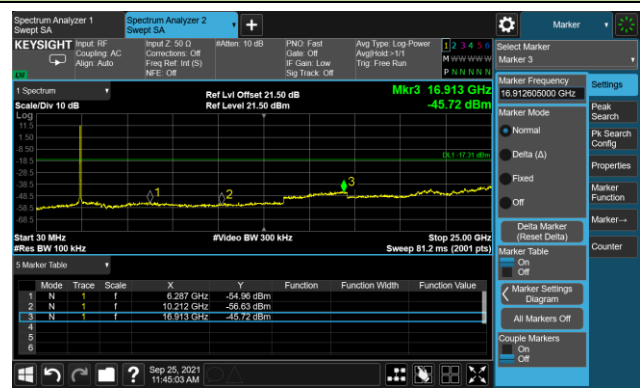 Spectrum Analyzer 1
Swept SA
Spectrum Analyzer 2
Swept SA
Marker
KEYSIGHT
Input: RF
Coupling: AC
Align: Auto
Input Z: 50 Ω
Corrections: Off
Freq Ref: Int (S)
NFE: Off
#Atten: 10 dB
PNO: Fast
Gate: Off
IF Gain: Low
Sig Track: Off
Avg Type: Log-Power
Avg|Hold:>1/1
Trig: Free Run
1 2 3 4 5 6
M W W W W W
P N N N N N
LXI
Select Marker
Marker 3
1 Spectrum
Scale/Div 10 dB
Log
Ref Lvl Offset 21.50 dB
Ref Level 21.50 dBm
Mkr3 16.913 GHz
-45.72 dBm
11.5
1.50
-8.50
-18.5
-28.5
-38.5
-48.5
-58.5
-68.5
DL1 -17.31 dBm
1
2
3
Start 30 MHz
#Res BW 100 kHz
#Video BW 300 kHz
Stop 25.00 GHz
Sweep 81.2 ms (2001 pts)
5 Marker Table
Mode Trace Scale X Y Function Function Width Function Value
1 N 1 f 6.287 GHz -54.96 dBm
2 N 1 f 10.212 GHz -56.63 dBm
3 N 1 f 16.913 GHz -45.72 dBm
4
5
6
Marker Frequency
16.912605000 GHz
Marker Mode
Normal
Delta (Δ)
Fixed
Off
Delta Marker
(Reset Delta)
Marker Table
On
Off
Marker Settings
Diagram
All Markers Off
Couple Markers
On
Off
Settings
Peak
Search
Pk Search
Config
Properties
Marker
Function
Marker→
Counter
?
Sep 25, 2021
11:45:03 AM